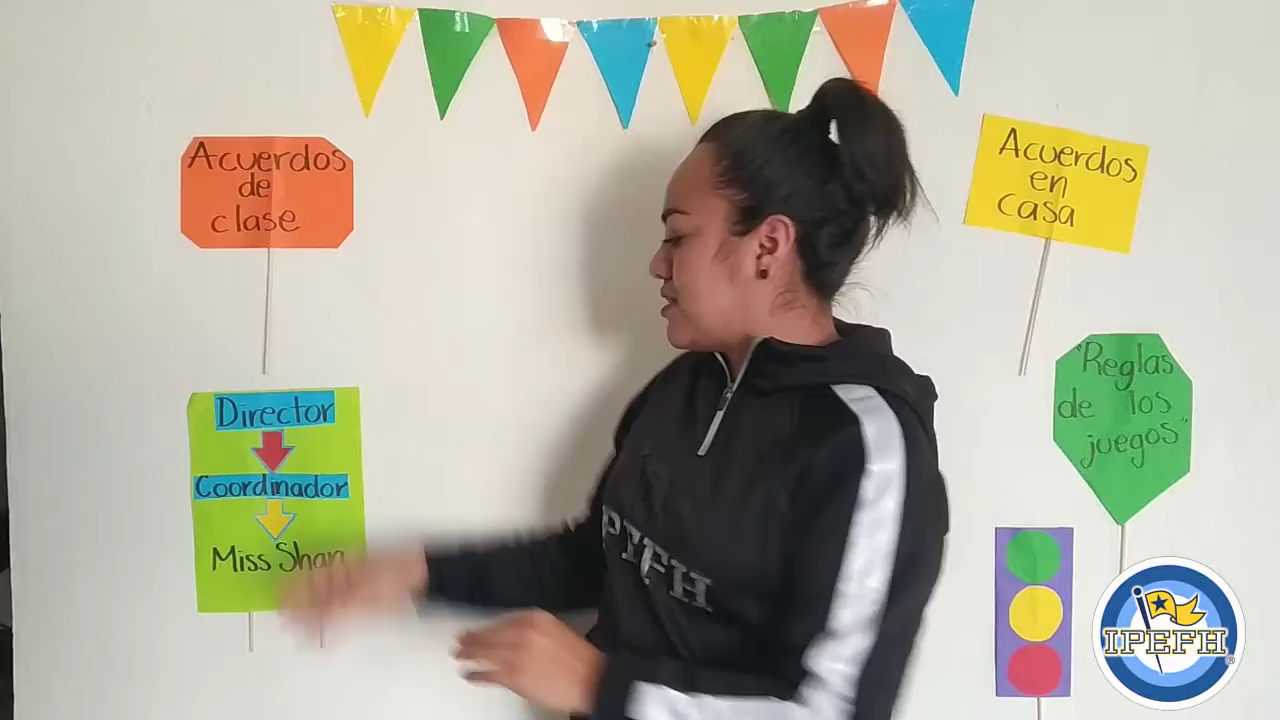 Acuerdos
de
clase
Director
Coordinador
Miss Shan
Acuerdos
en
casa
"Reglas
de los
juegos"
IPEFH
IPEFH